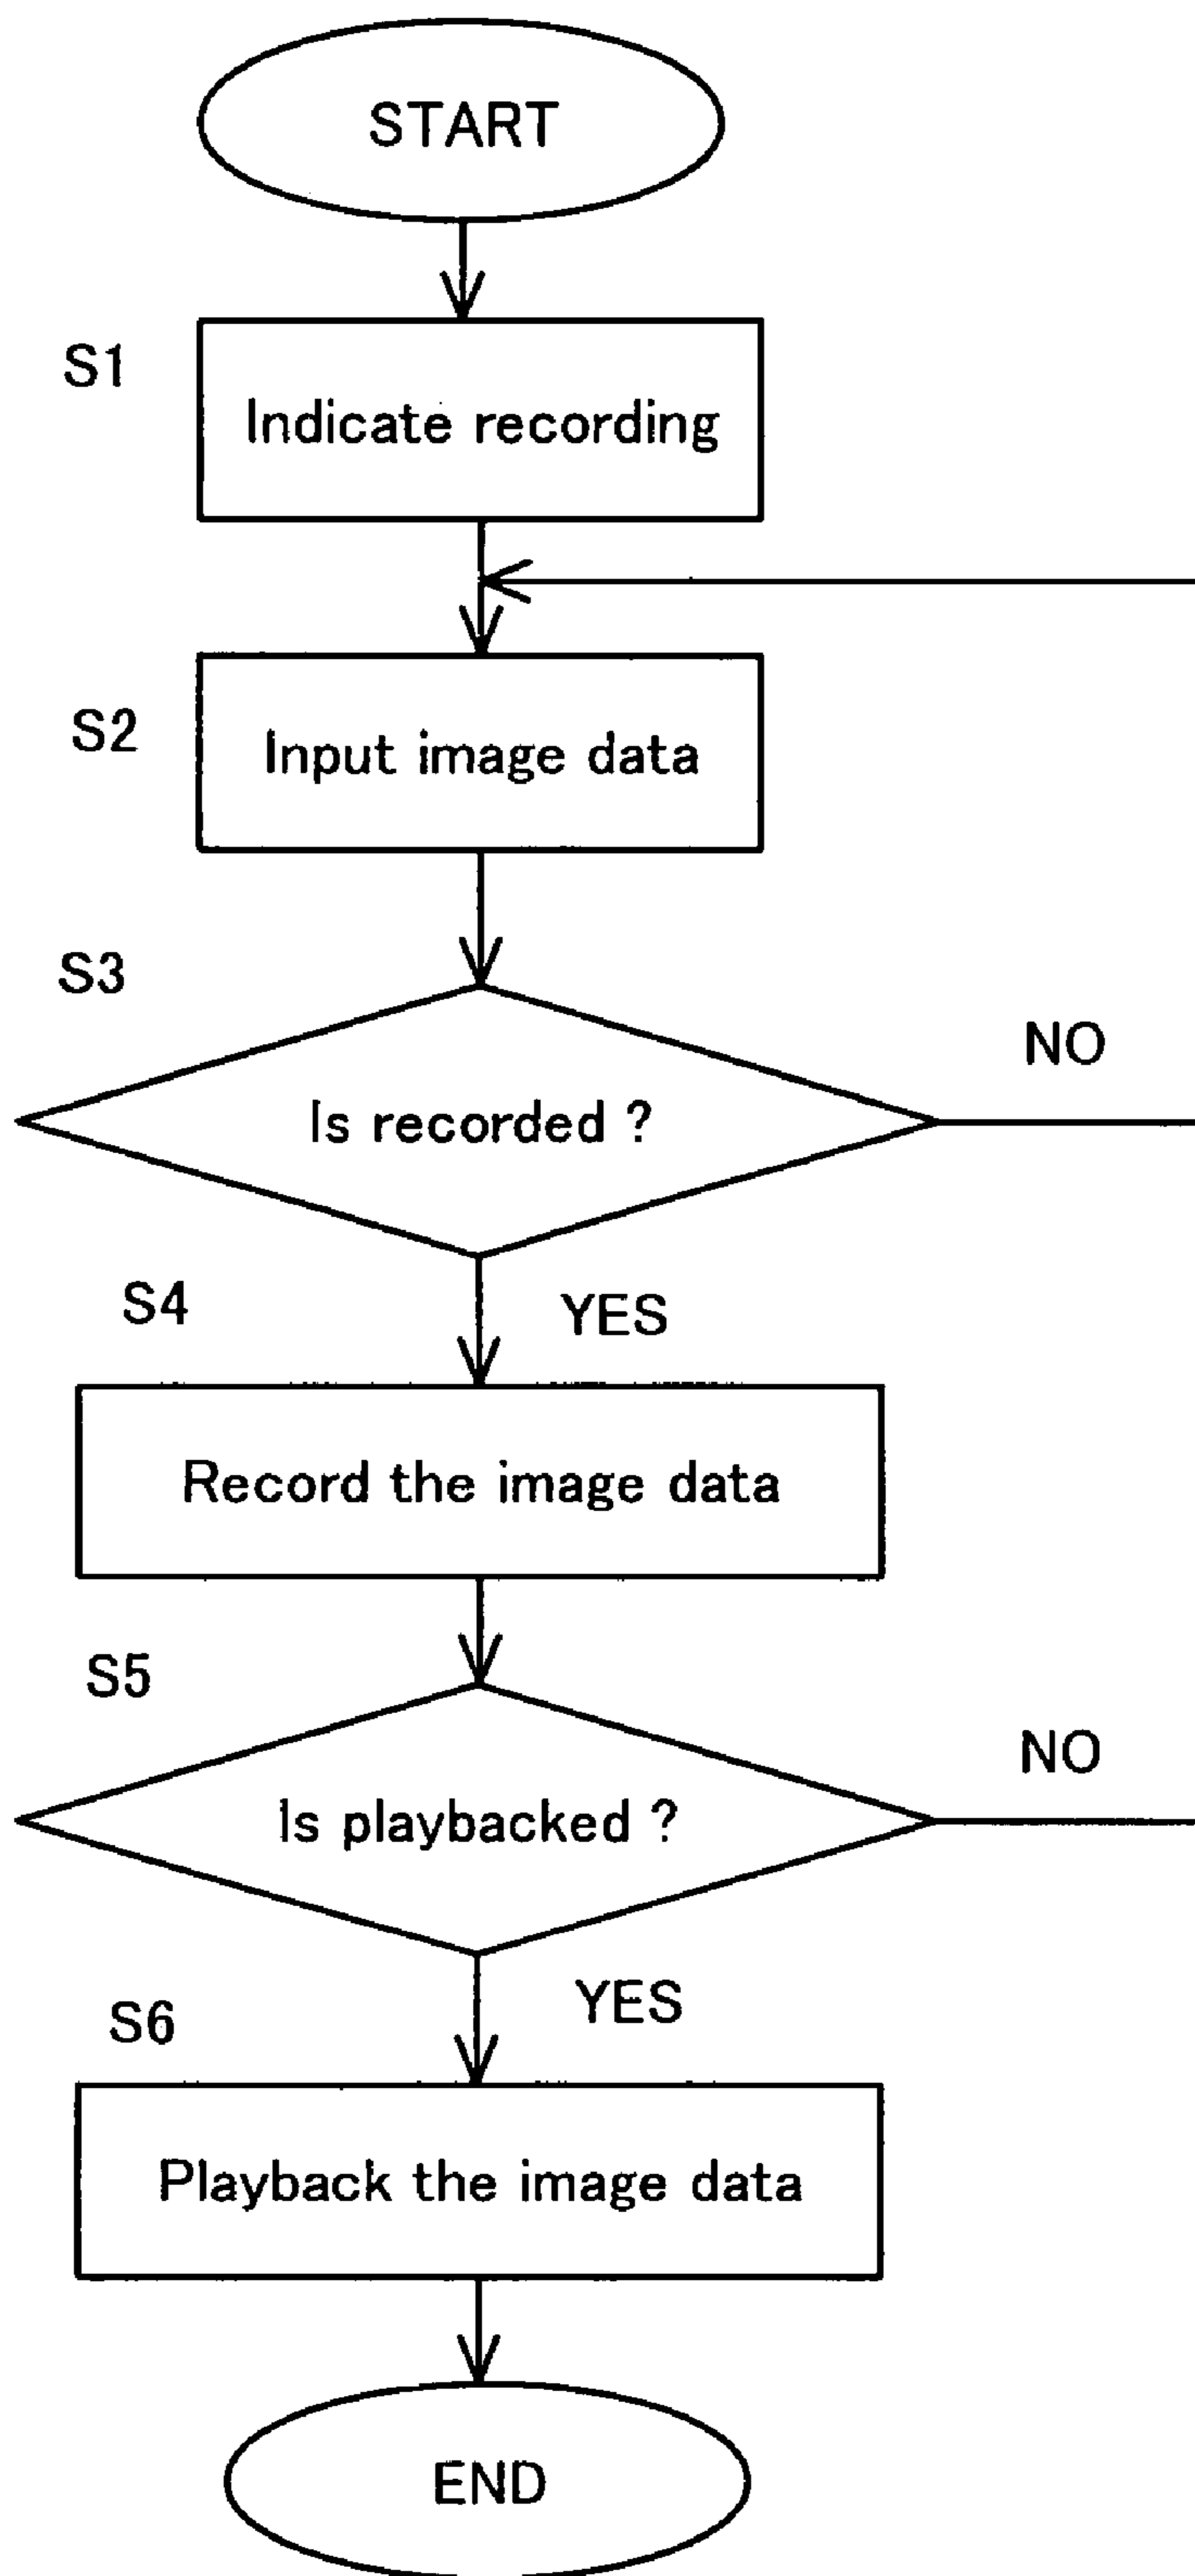 START
S1
Indicate recording
S2
Input image data
S3
NO
Is recorded ?
S4
YES
Record the image data
S5
NO
Is playbacked ?
S6
YES
Playback the image data
END